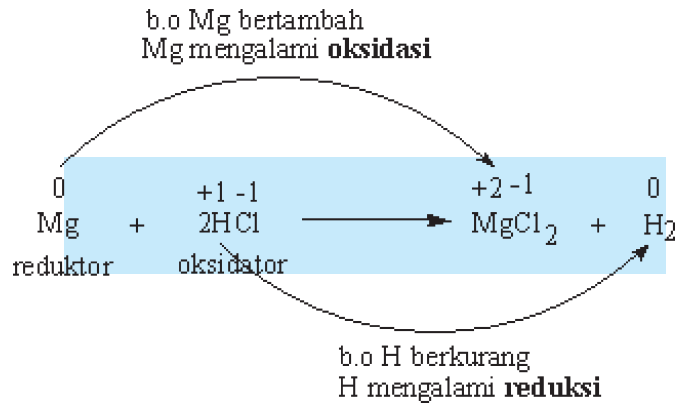 b.o Mg bertambah
Mg mengalami oksidasi
0 +1 -1 +2 -1 0
Mg + 2HCl MgCl2 + H2
reduktor oksidator
b.o H berkurang
H mengalami reduksi